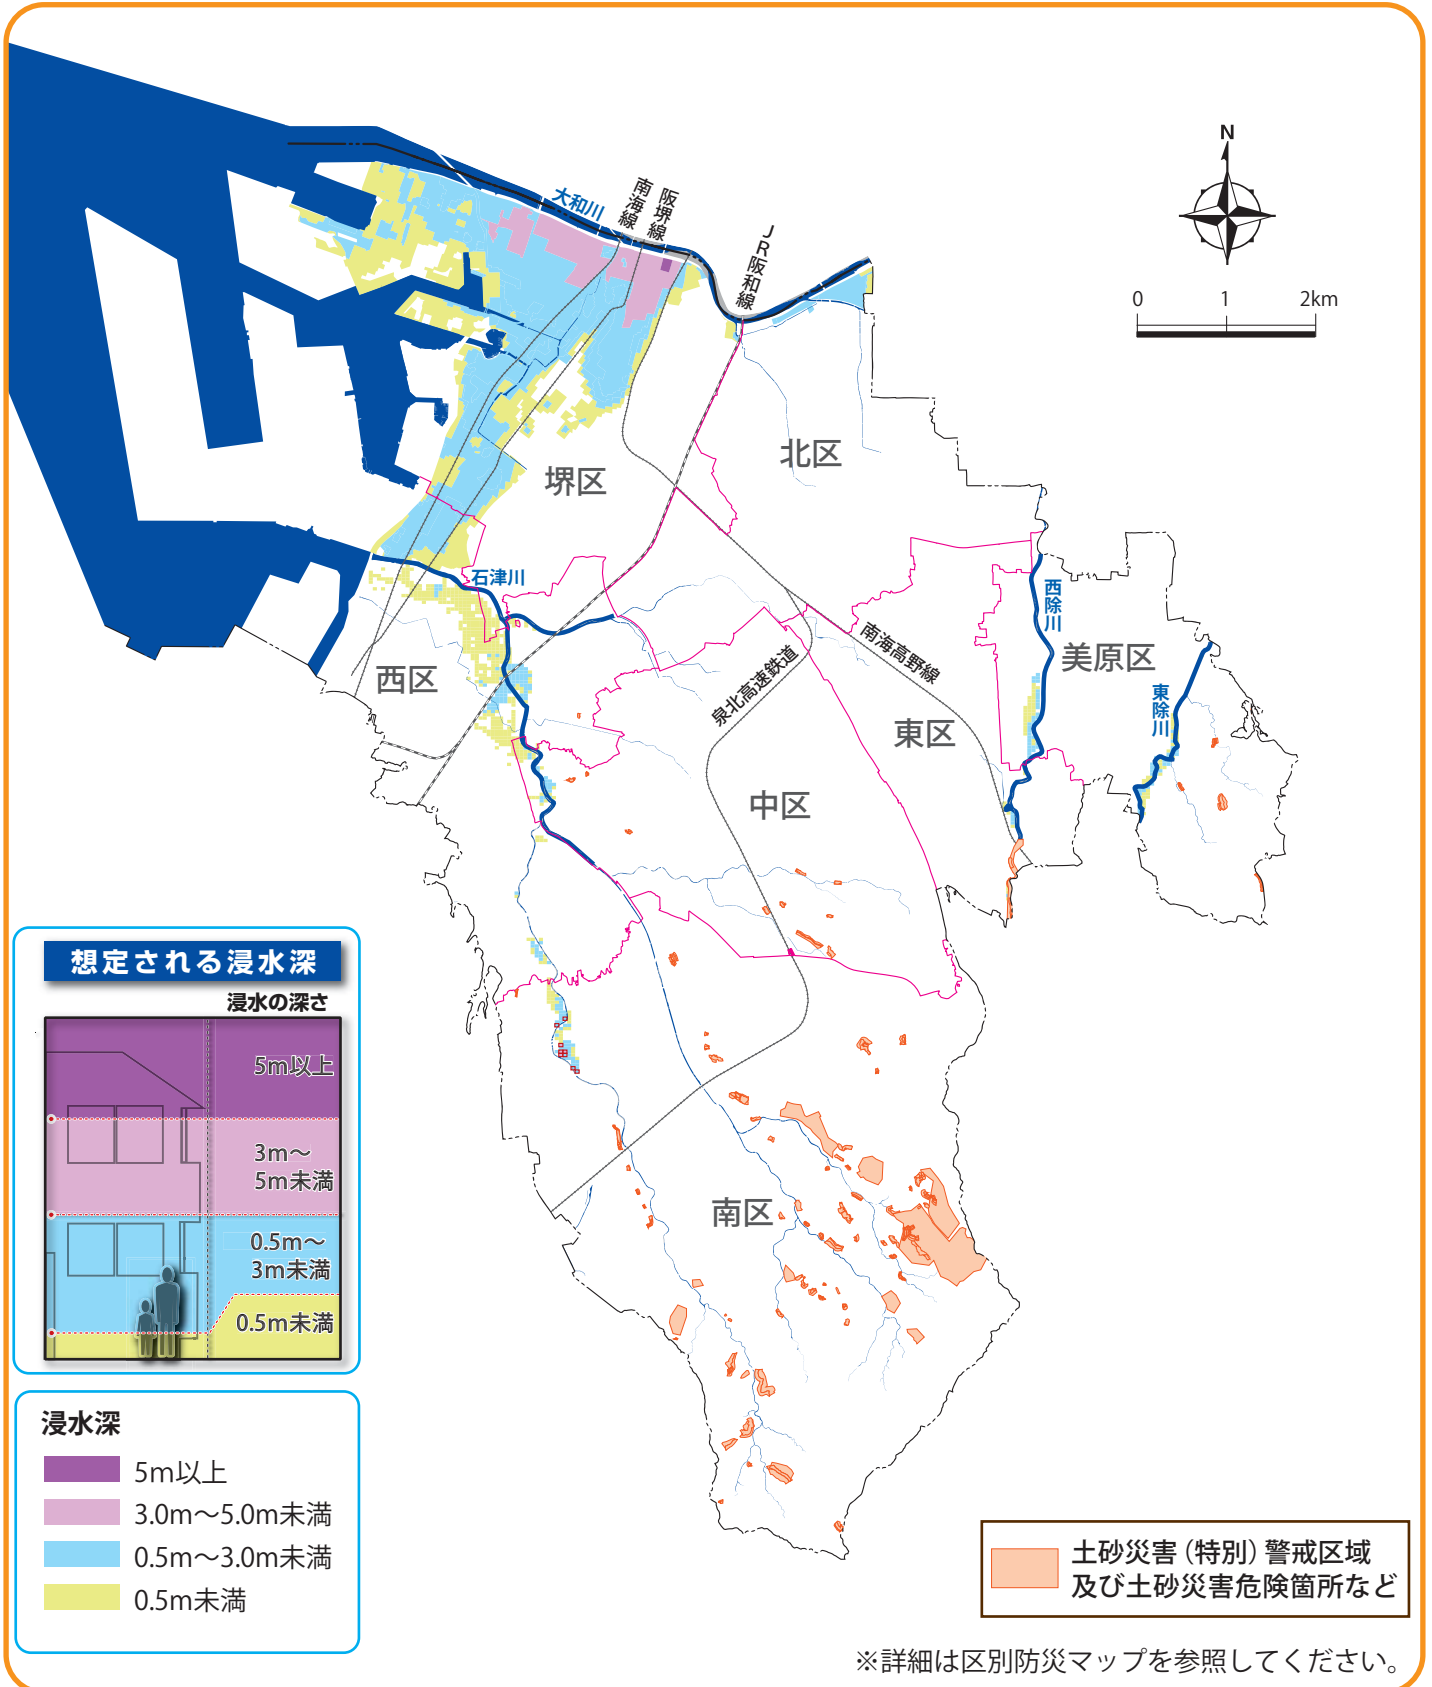 N
0 1 2km
大和川
南海線
阪堺線
JR阪和線
北区
堺区
石津川
西除川
美原区
南海高野線
泉北高速鉄道
西区
東除川
東区
中区
南区
想定される浸水深
浸水の深さ
5m以上
3m～
5m未満
0.5m～
3m未満
0.5m未満
浸水深
5m以上
3.0m～5.0m未満
0.5m～3.0m未満
0.5m未満
土砂災害（特別）警戒区域
及び土砂災害危険箇所など
※詳細は区別防災マップを参照してください。